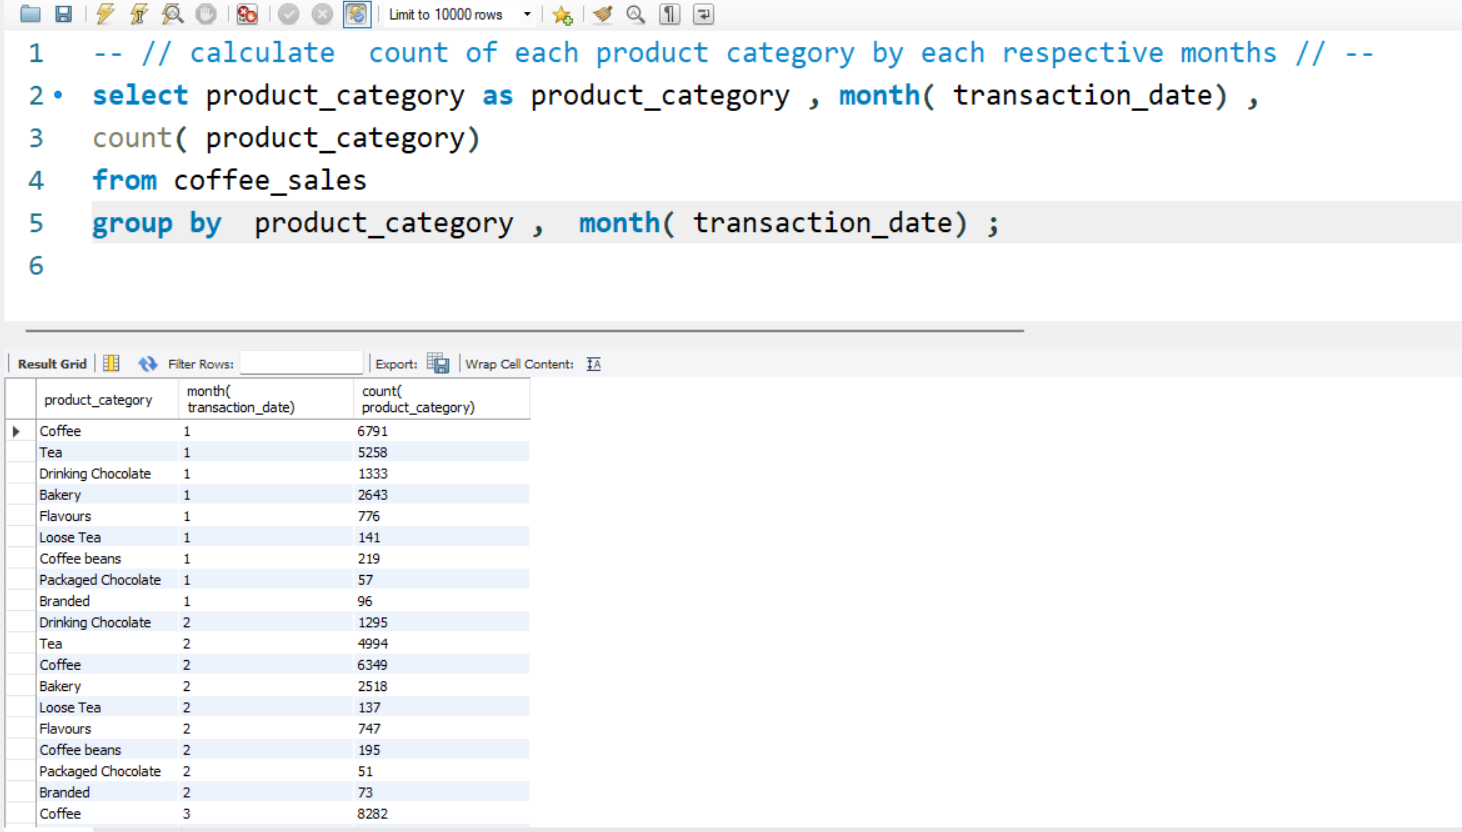 Limit to 10000 rows
1 -- // calculate  count of each product category by each respective months // --
2 select product_category as product_category , month( transaction_date) ,
3 count( product_category)
4 from coffee_sales
5 group by  product_category ,  month( transaction_date) ;
6
Result Grid Filter Rows: Export: Wrap Cell Content: IA
product_category month( transaction_date) count( product_category)
Coffee 1 6791
Tea 1 5258
Drinking Chocolate 1 1333
Bakery 1 2643
Flavours 1 776
Loose Tea 1 141
Coffee beans 1 219
Packaged Chocolate 1 57
Branded 1 96
Drinking Chocolate 2 1295
Tea 2 4994
Coffee 2 6349
Bakery 2 2518
Loose Tea 2 137
Flavours 2 747
Coffee beans 2 195
Packaged Chocolate 2 51
Branded 2 73
Coffee 3 8282